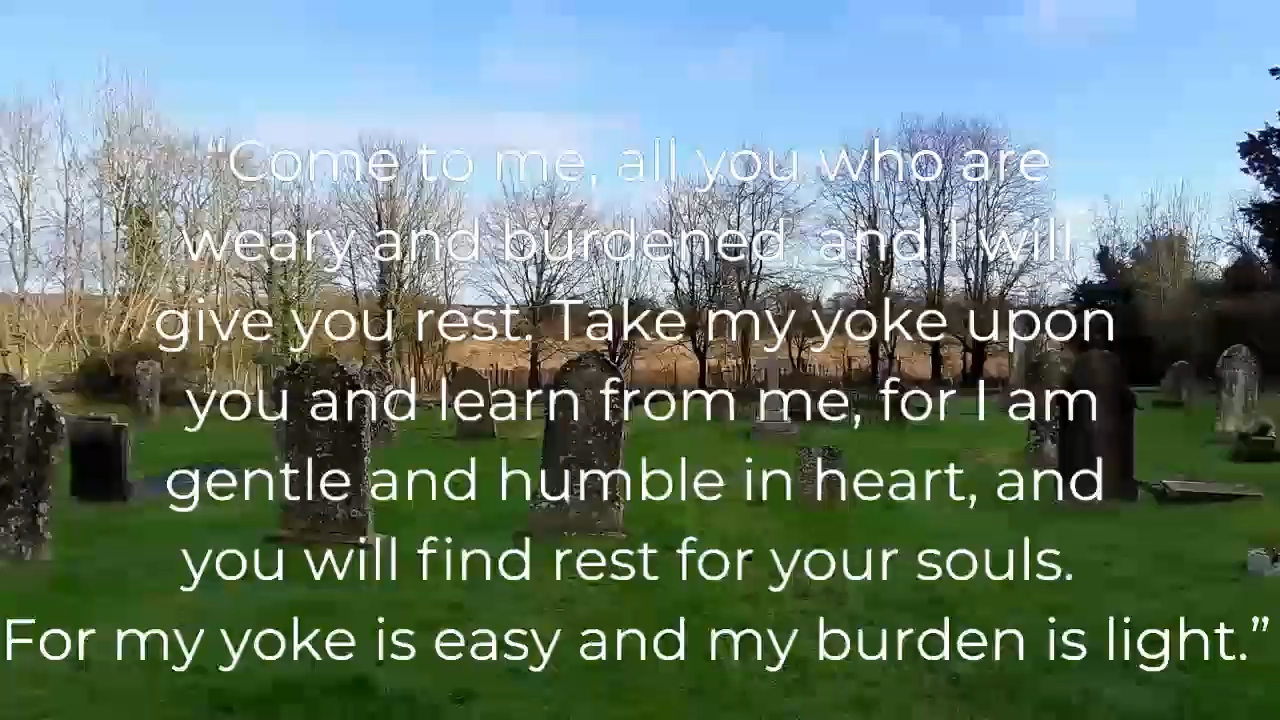 “Come to me, all you who are
weary and burdened, and I will
give you rest. Take my yoke upon
you and learn from me, for I am
gentle and humble in heart, and
you will find rest for your souls.
For my yoke is easy and my burden is light.”